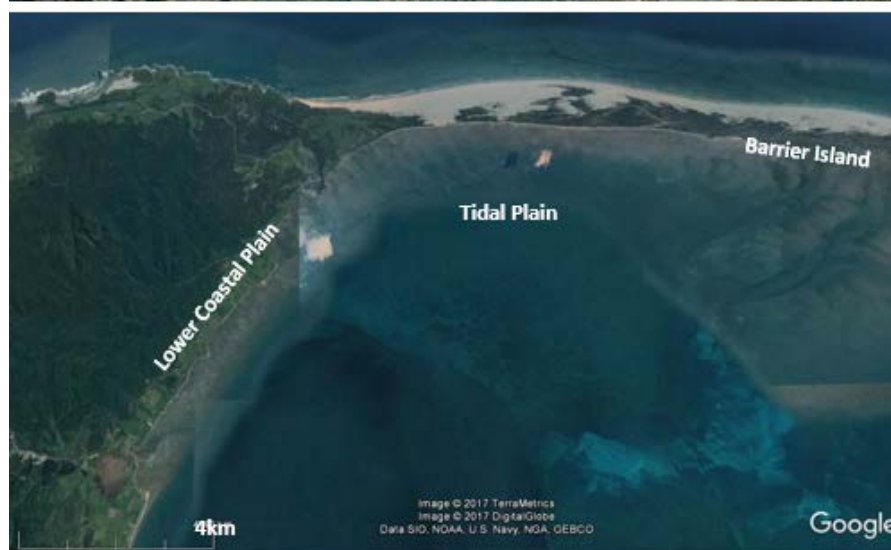 Barrier Island
Tidal Plain
Lower Coastal Plain
4km
Image © 2017 TerraMetrics
Image © 2017 DigitalGlobe
Data SIO, NOAA, U.S. Navy, NGA, GEBCO
Google